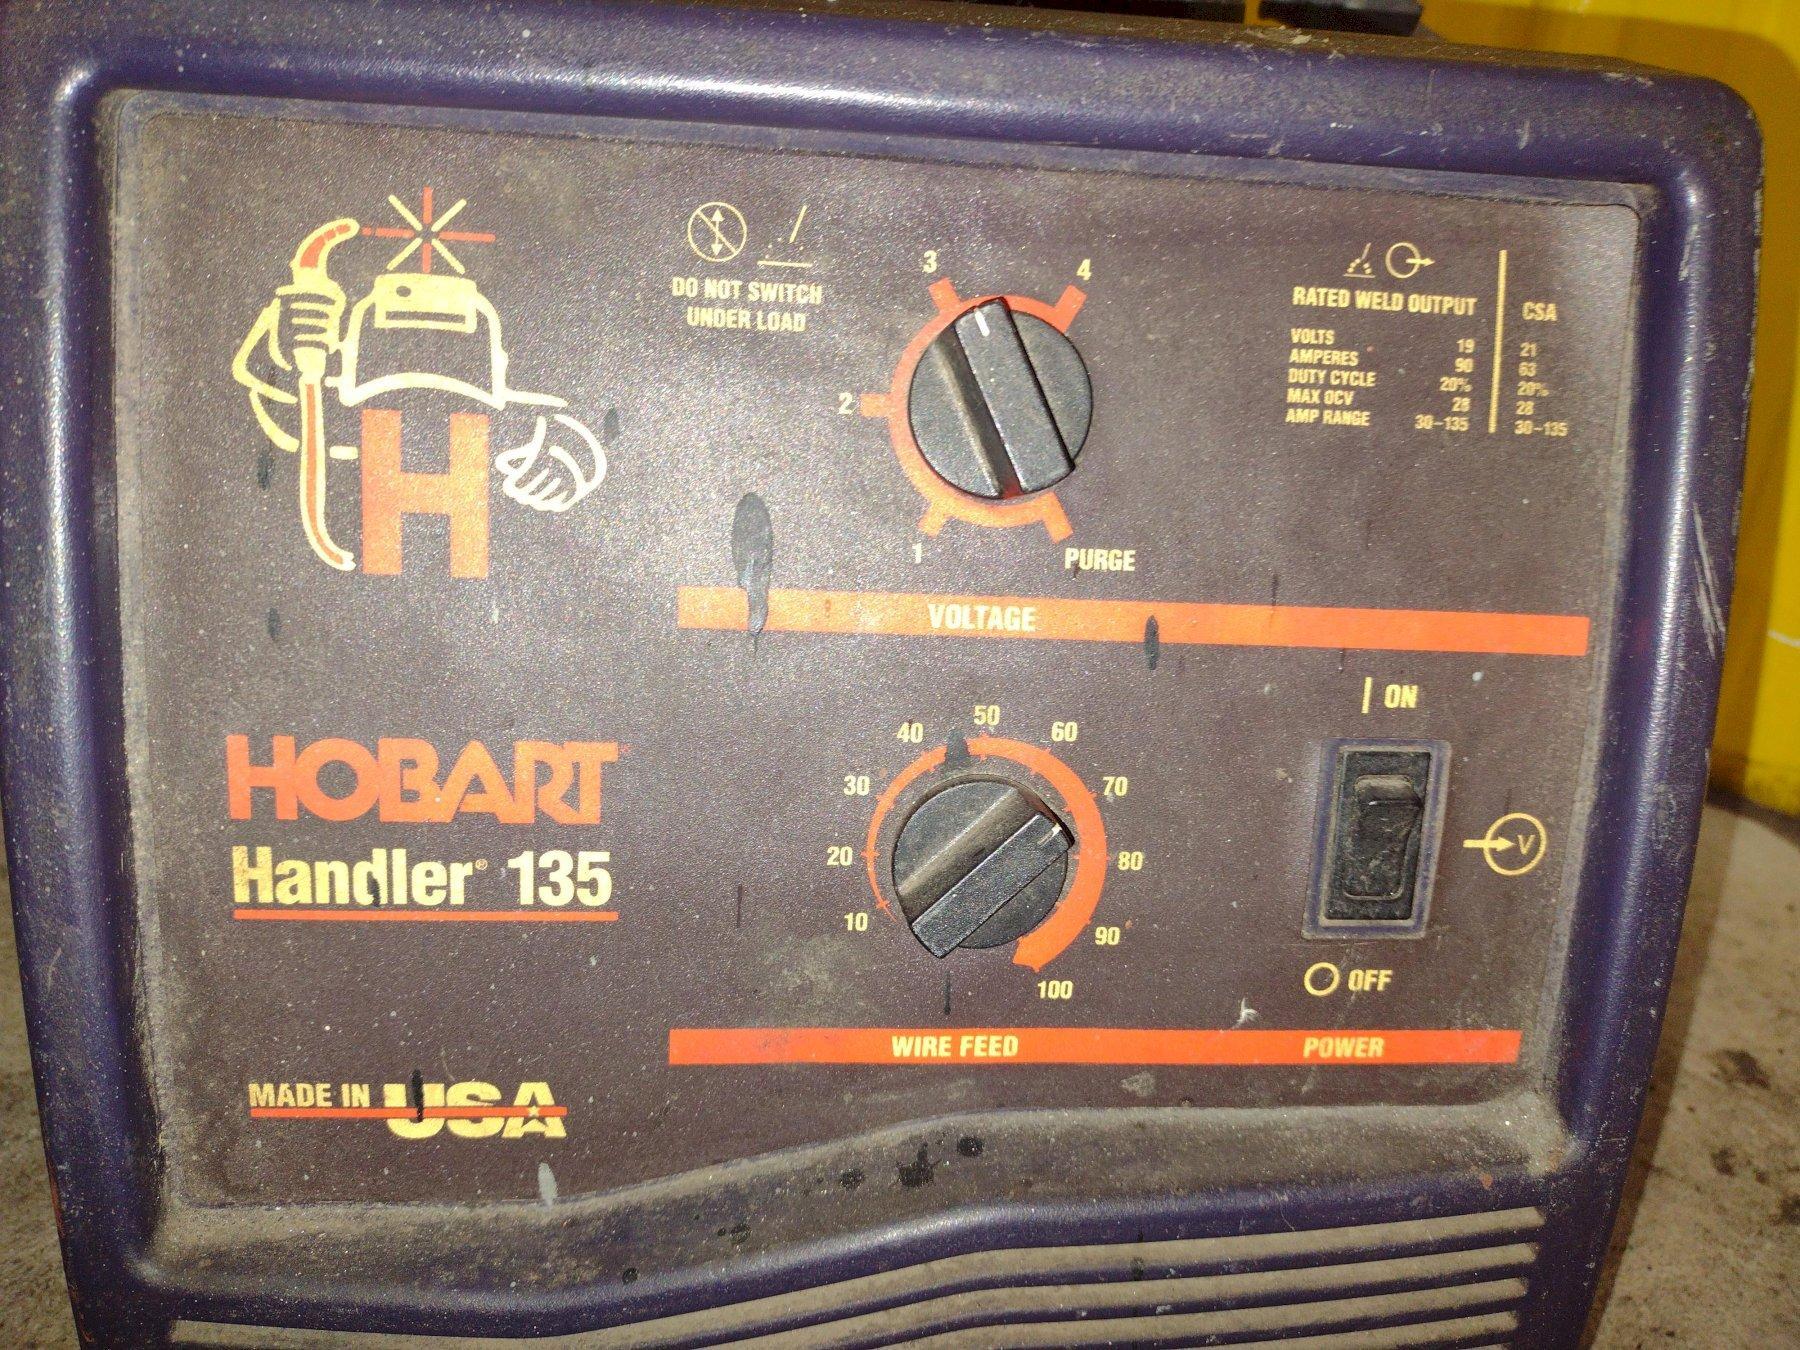 H
DO NOT SWITCH
UNDER LOAD
3
4
2
1
PURGE
VOLTAGE
RATED WELD OUTPUT CSA
VOLTS 19 21
AMPERES 90 63
DUTY CYCLE 20% 20%
MAX OCV 28 28
AMP RANGE 30-135 30-135
HOBART
Handler® 135
10
20
30
40
50
60
70
80
90
100
WIRE FEED
| ON
V
O OFF
POWER
MADE IN USA